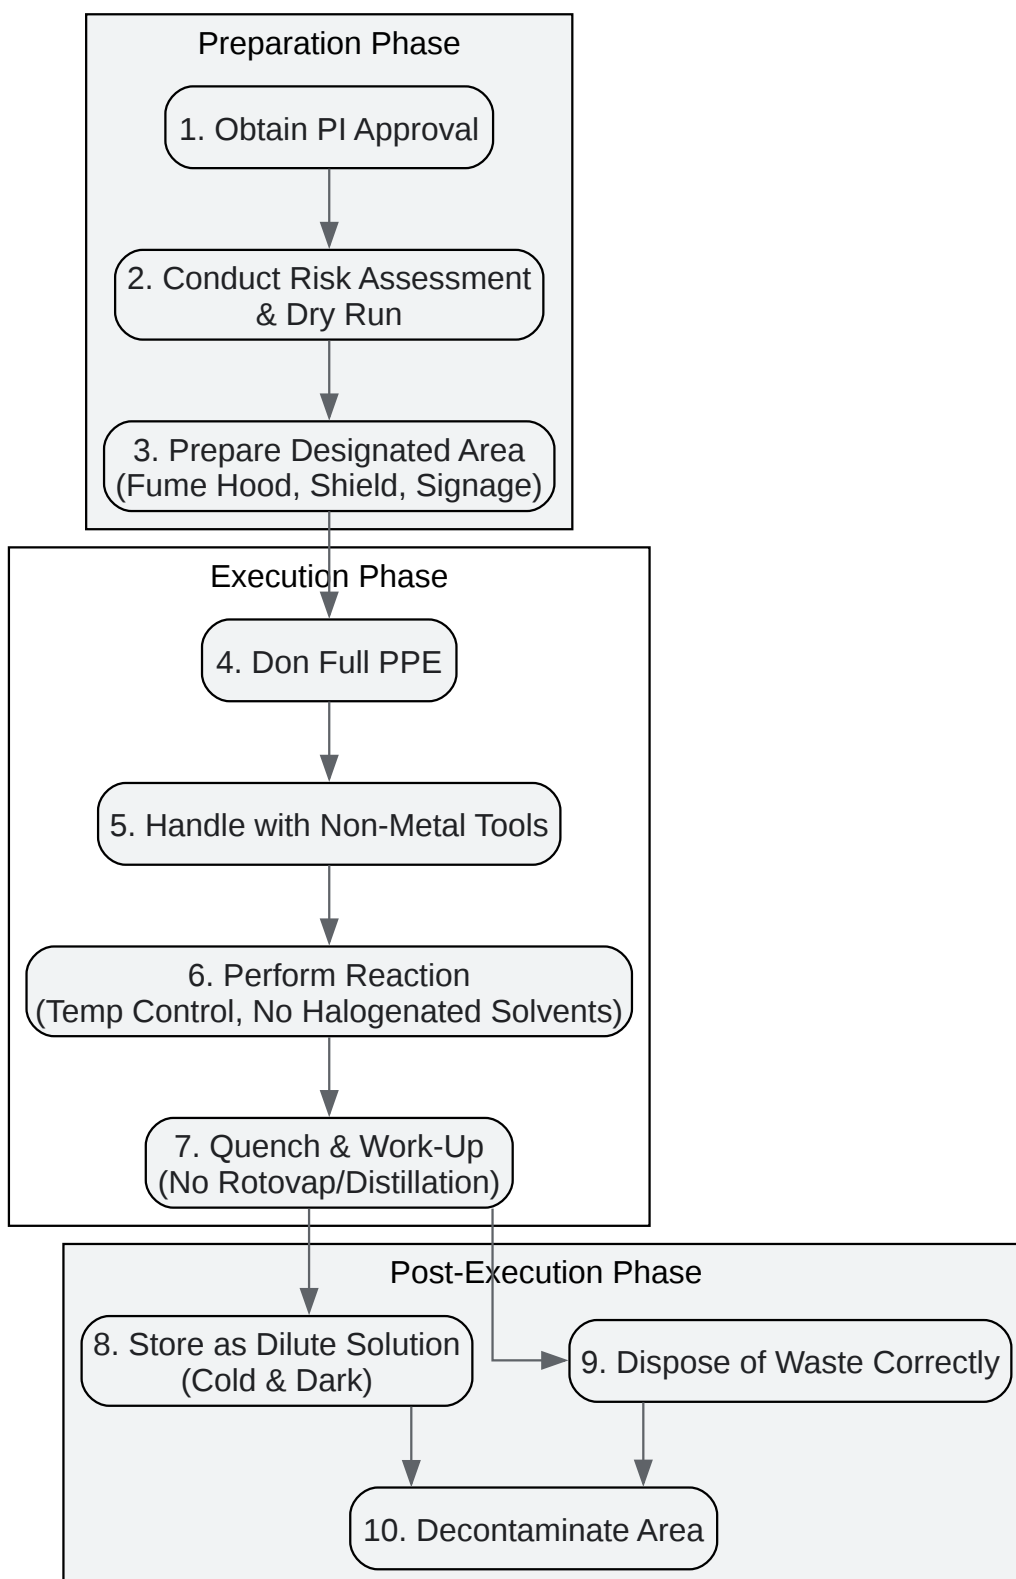 Preparation Phase
1. Obtain PI Approval
2. Conduct Risk Assessment
& Dry Run
3. Prepare Designated Area
(Fume Hood, Shield, Signage)
Execution Phase
4. Don Full PPE
5. Handle with Non-Metal Tools
6. Perform Reaction
(Temp Control, No Halogenated Solvents)
7. Quench & Work-Up
(No Rotovap/Distillation)
Post-Execution Phase
8. Store as Dilute Solution
(Cold & Dark)
9. Dispose of Waste Correctly
10. Decontaminate Area